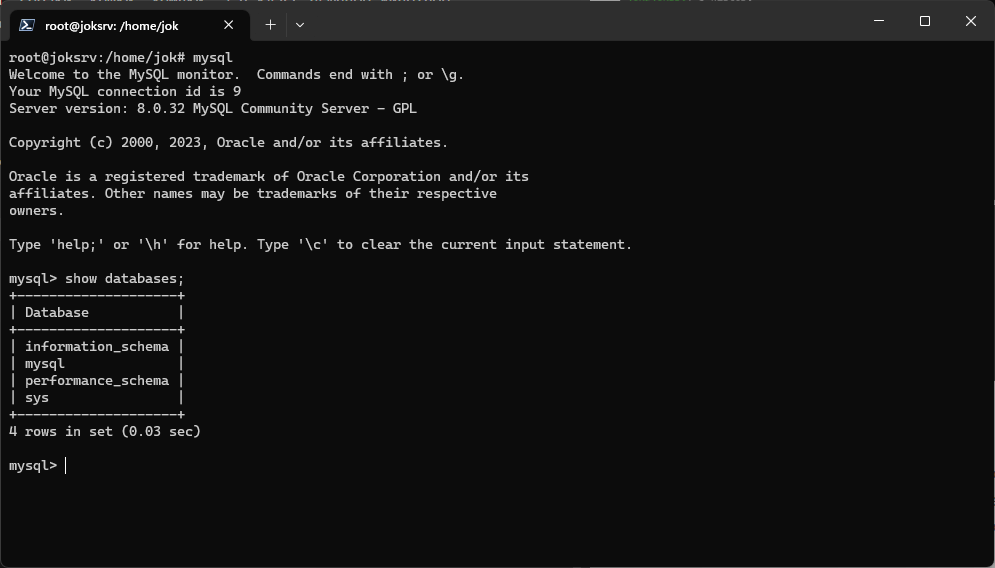 root@joksrv: /home/jok
root@joksrv:/home/jok# mysql
Welcome to the MySQL monitor.  Commands end with ; or \g.
Your MySQL connection id is 9
Server version: 8.0.32 MySQL Community Server - GPL
Copyright (c) 2000, 2023, Oracle and/or its affiliates.
Oracle is a registered trademark of Oracle Corporation and/or its
affiliates. Other names may be trademarks of their respective
owners.
Type 'help;' or '\h' for help. Type '\c' to clear the current input statement.
mysql> show databases;
+--------------------+
| Database           |
+--------------------+
| information_schema |
| mysql              |
| performance_schema |
| sys                |
+--------------------+
4 rows in set (0.03 sec)
mysql>